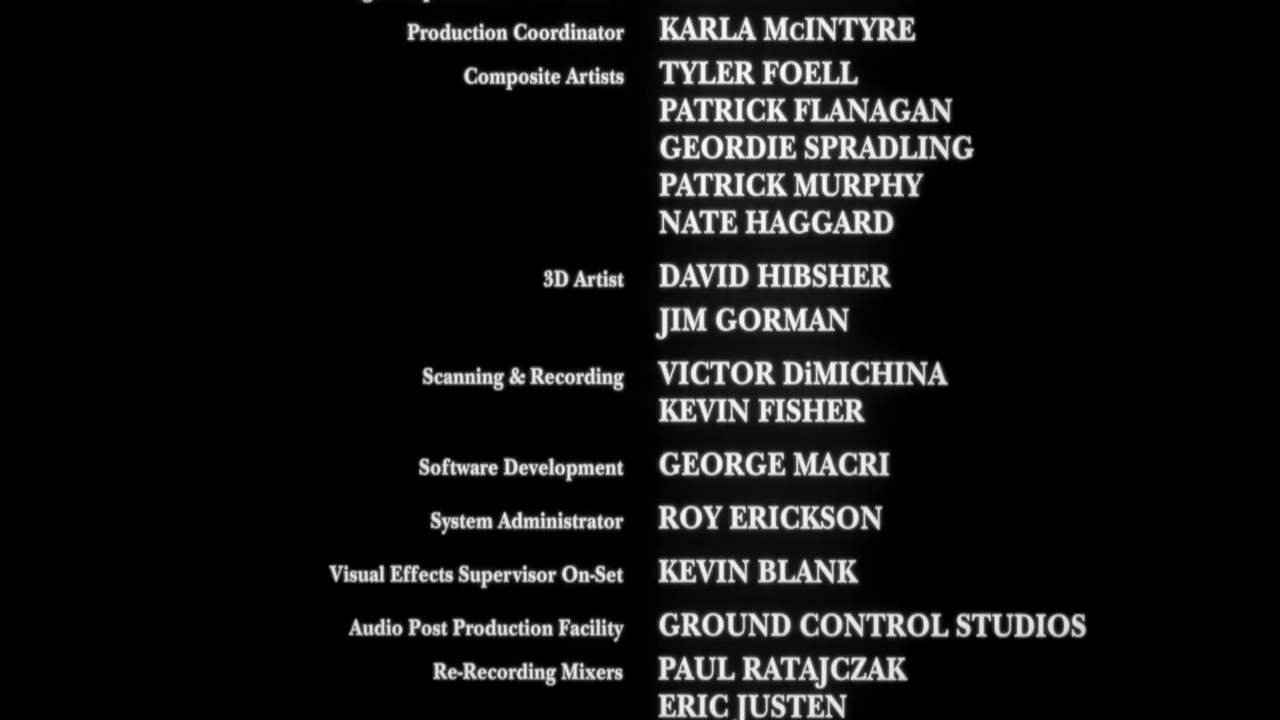 Production Coordinator KARLA McINTYRE
Composite Artists TYLER FOELL
PATRICK FLANAGAN
GEORDIE SPRADLING
PATRICK MURPHY
NATE HAGGARD
3D Artist DAVID HIBSHER
JIM GORMAN
Scanning & Recording VICTOR DiMICHINA
KEVIN FISHER
Software Development GEORGE MACRI
System Administrator ROY ERICKSON
Visual Effects Supervisor On-Set KEVIN BLANK
Audio Post Production Facility GROUND CONTROL STUDIOS
Re-Recording Mixers PAUL RATAJCZAK
ERIC JUSTEN